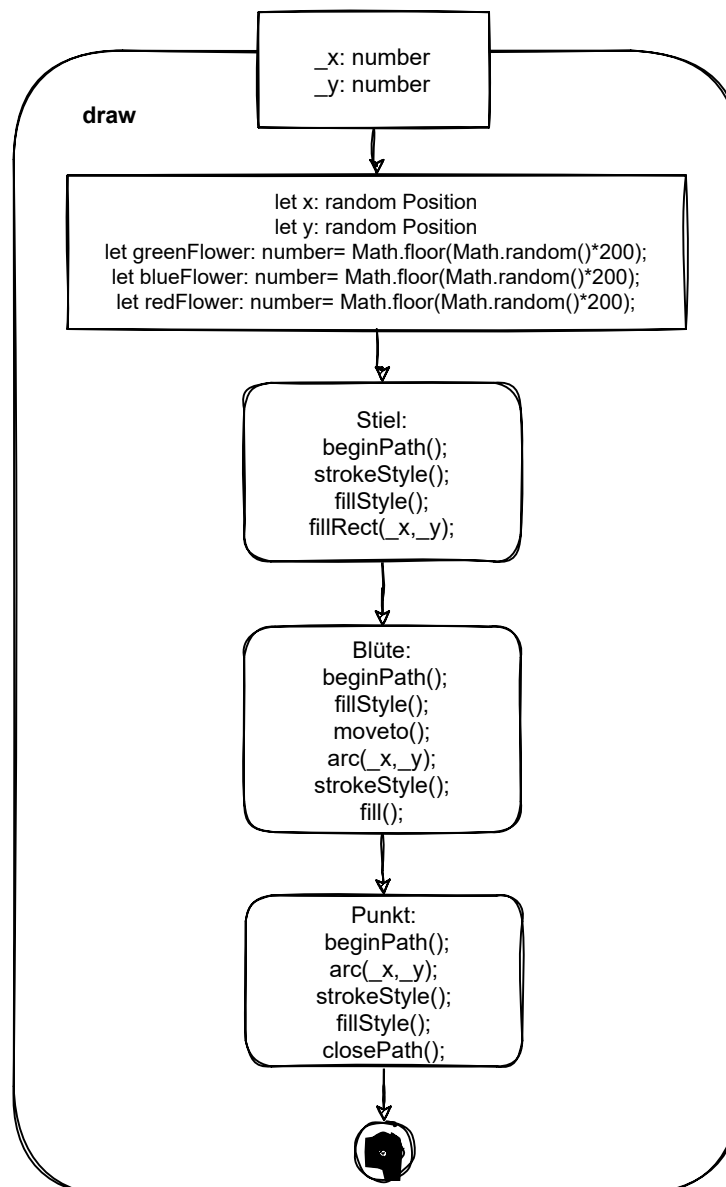 _x: number
_y: number
draw
let x: random Position
let y: random Position
let greenFlower: number= Math.floor(Math.random()*200);
let blueFlower: number= Math.floor(Math.random()*200);
let redFlower: number= Math.floor(Math.random()*200);
Stiel:
beginPath();
strokeStyle();
fillStyle();
fillRect(_x,_y);
Blüte:
beginPath();
fillStyle();
moveto();
arc(_x,_y);
strokeStyle();
fill();
Punkt:
beginPath();
arc(_x,_y);
strokeStyle();
fillStyle();
closePath();